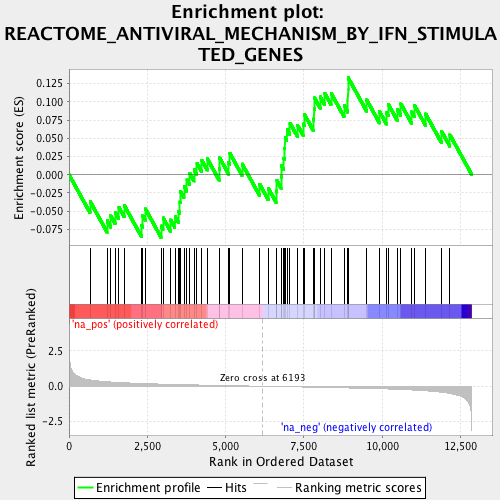 Enrichment plot:
REACTOME_ANTIVIRAL_MECHANISM_BY_IFN_STIMULA
TED_GENES
Enrichment score (ES)
0.125
0.100
0.075
0.050
0.025
0.000
-0.025
-0.050
-0.075
'na_pos' (positively correlated)
Ranked list metric (PreRanked)
2.5
0.0
-2.5
Zero cross at 6193
'na_neg' (negatively correlated)
0
2,500
5,000
7,500
10,000
12,500
Rank in Ordered Dataset
Enrichment profile
Hits
Ranking metric scores